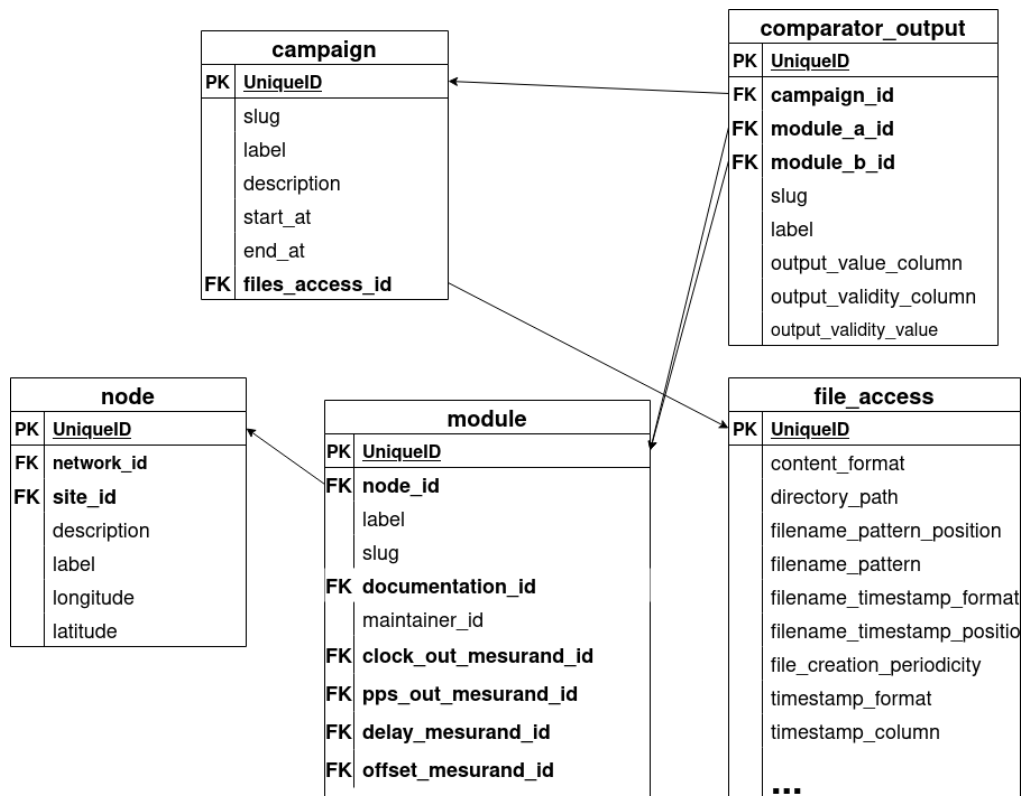 campaign
PK UniqueID
slug
label
description
start_at
end_at
FK files_access_id
comparator_output
PK UniqueID
FK campaign_id
FK module_a_id
FK module_b_id
slug
label
output_value_column
output_validity_column
output_validity_value
node
PK UniqueID
FK network_id
FK site_id
description
label
longitude
latitude
module
PK UniqueID
FK node_id
label
slug
FK documentation_id
maintainer_id
FK clock_out_mesurand_id
FK pps_out_mesurand_id
FK delay_mesurand_id
FK offset_mesurand_id
file_access
PK UniqueID
content_format
directory_path
filename_pattern_position
filename_pattern
filename_timestamp_format
filename_timestamp_positio
file_creation_periodicity
timestamp_format
timestamp_column
...